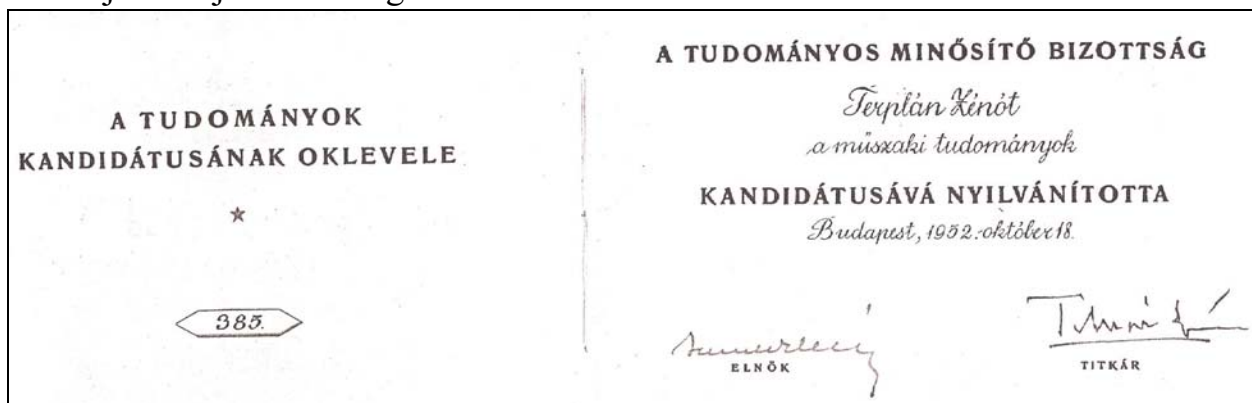 A TUDOMÁNYOK
KANDIDÁTUSÁNAK OKLEVELE
385.
A TUDOMÁNYOS MINŐSÍTŐ BIZOTTSÁG
Terplán Zénót
a műszaki tudományok
KANDIDÁTUSÁVÁ NYILVÁNÍTOTTA
Budapest, 1952. október 18.
ELNÖK
TITKÁR